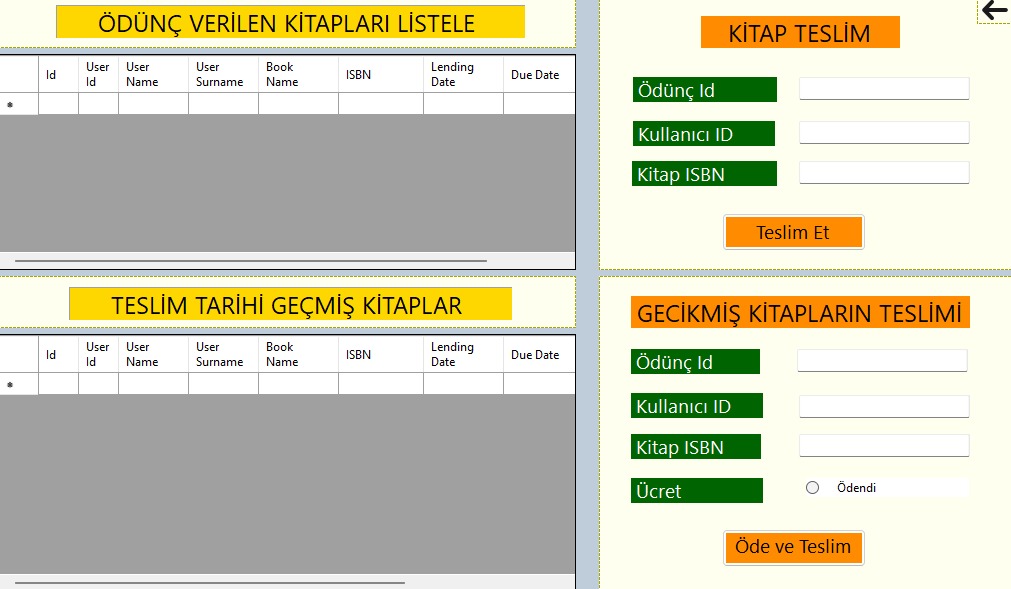 ÖDÜNÇ VERİLEN KİTAPLARI LİSTELE
Id User Id User Name User Surname Book Name ISBN Lending Date Due Date
TESLİM TARİHİ GEÇMİŞ KİTAPLAR
Id User Id User Name User Surname Book Name ISBN Lending Date Due Date
KİTAP TESLİM
Ödünç Id
Kullanıcı ID
Kitap ISBN
Teslim Et
GECİKMİŞ KİTAPLARIN TESLİMİ
Ödünç Id
Kullanıcı ID
Kitap ISBN
Ücret Ödendi
Öde ve Teslim